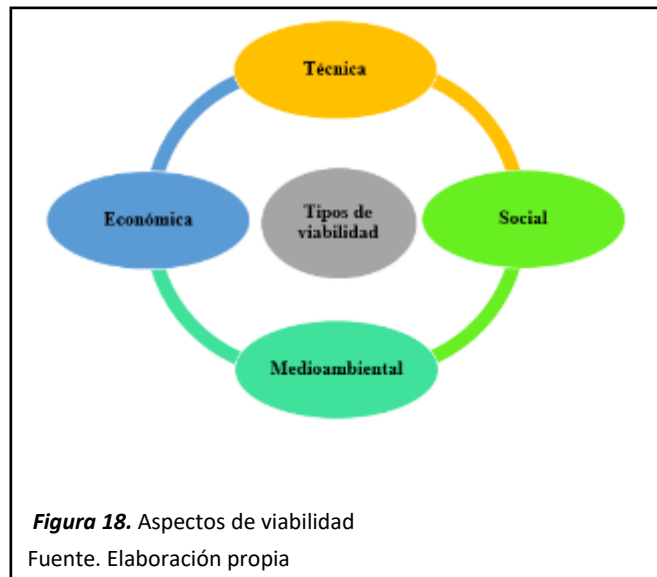 Técnica
Económica
Tipos de
viabilidad
Social
Medioambiental
Figura 18. Aspectos de viabilidad
Fuente. Elaboración propia